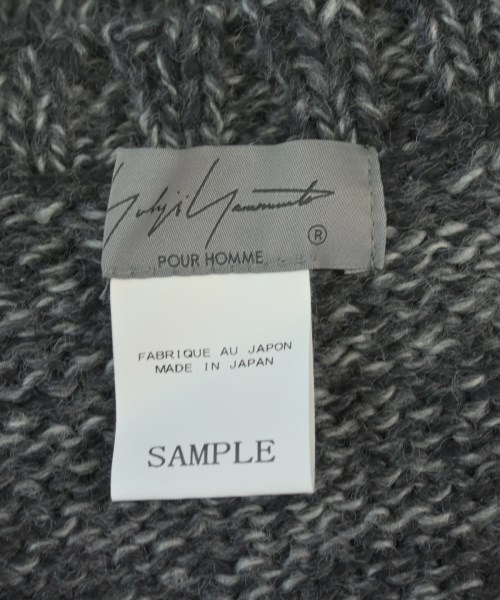 Yohji Yamamoto
®
POUR HOMME
FABRIQUE AU JAPON
MADE IN JAPAN
SAMPLE